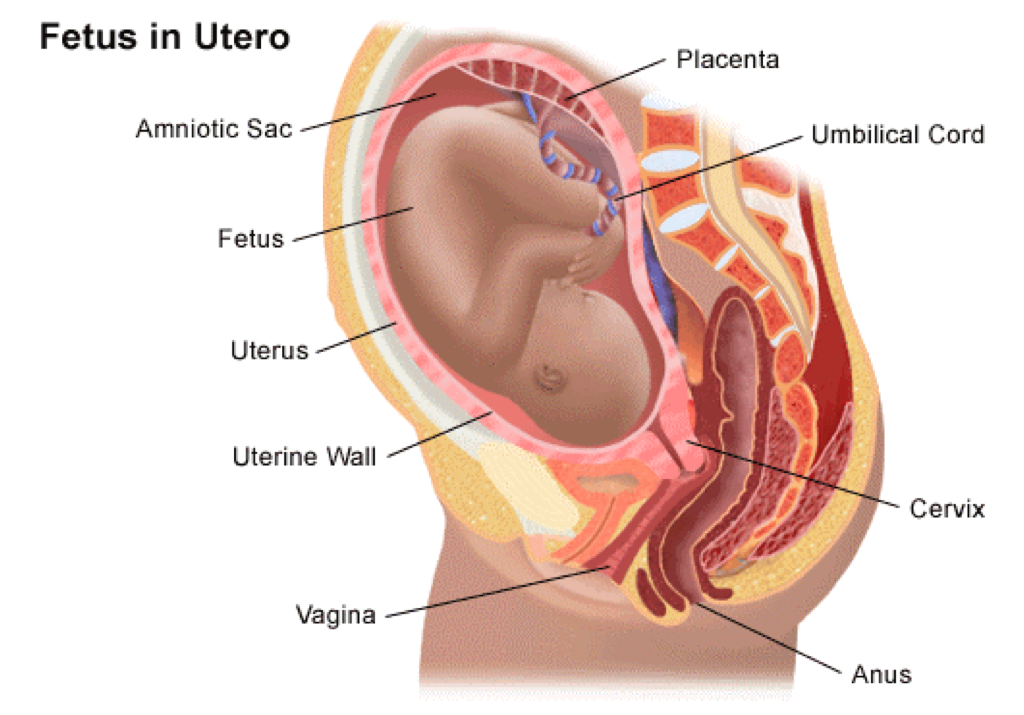 Fetus in Utero
Placenta
Amniotic Sac
Umbilical Cord
Fetus
Uterus
Uterine Wall
Cervix
Vagina
Anus